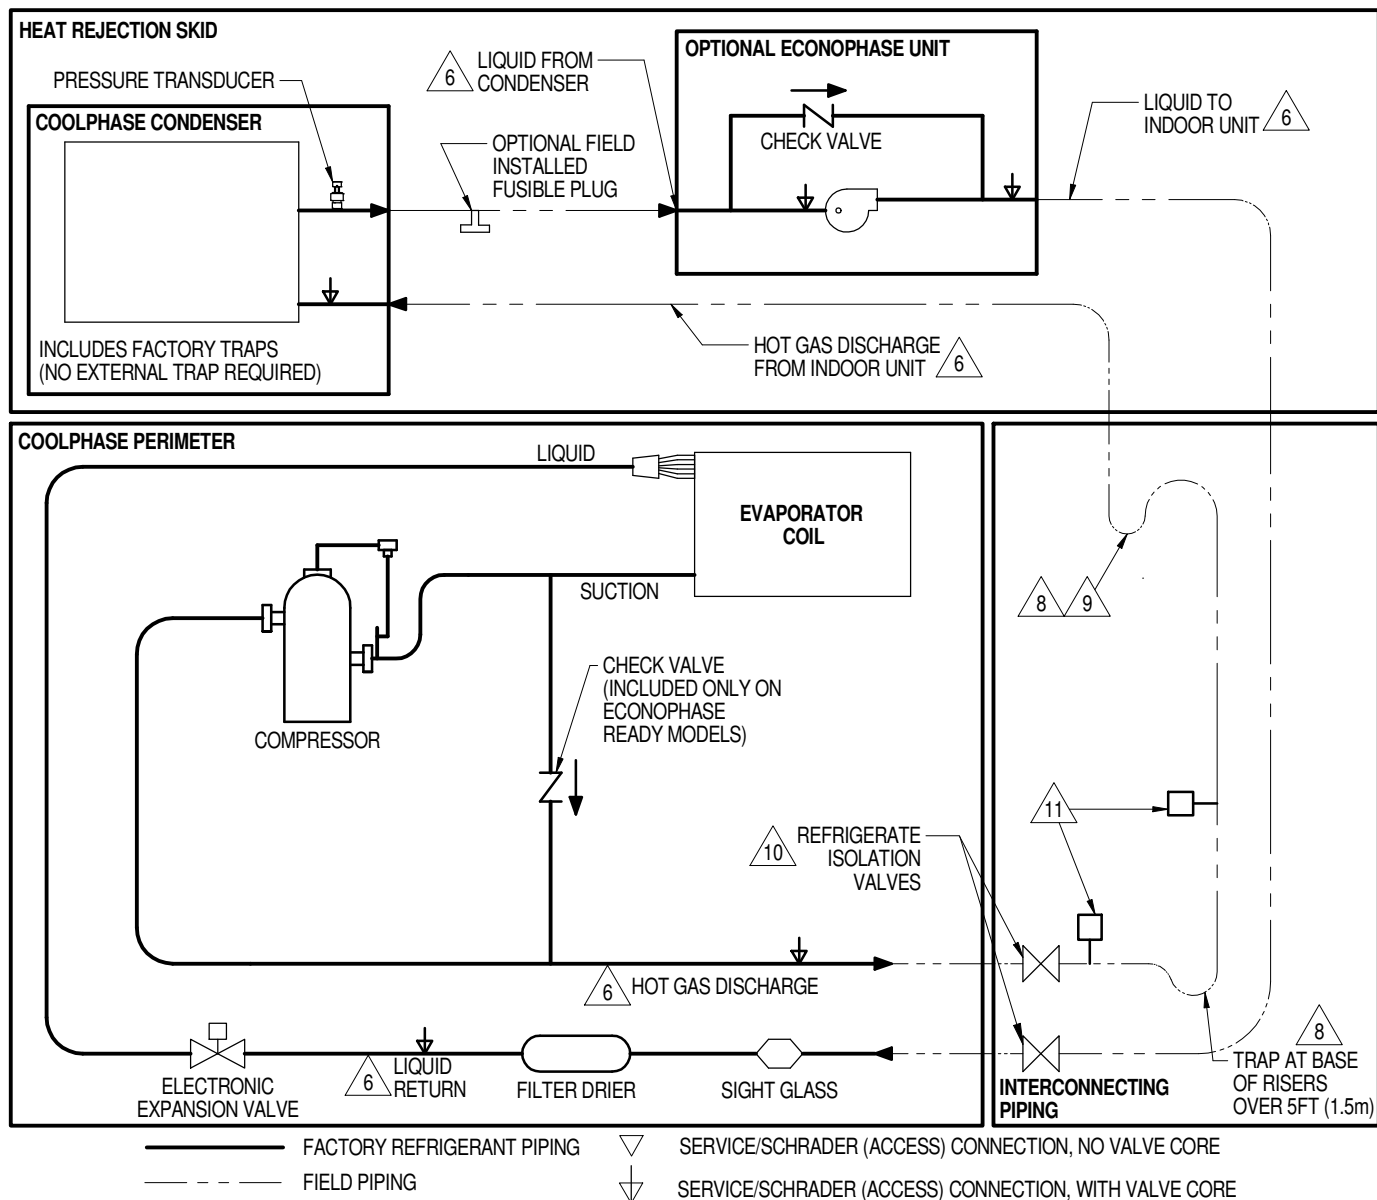 HEAT REJECTION SKID
PRESSURE TRANSDUCER
COOLPHASE CONDENSER
6
LIQUID FROM
CONDENSER
OPTIONAL FIELD
INSTALLED
FUSIBLE PLUG
OPTIONAL ECONOPHASE UNIT
CHECK VALVE
LIQUID TO
INDOOR UNIT
6
INCLUDES FACTORY TRAPS
(NO EXTERNAL TRAP REQUIRED)
HOT GAS DISCHARGE
FROM INDOOR UNIT
6
COOLPHASE PERIMETER
LIQUID
EVAPORATOR
COIL
SUCTION
COMPRESSOR
CHECK VALVE
(INCLUDED ONLY ON
ECONOPHASE
READY MODELS)
8
9
11
10
REFRIGERATE
ISOLATION
VALVES
6
HOT GAS DISCHARGE
ELECTRONIC
EXPANSION VALVE
6
LIQUID
RETURN
FILTER DRIER
SIGHT GLASS
INTERCONNECTING
PIPING
8
TRAP AT BASE
OF RISERS
OVER 5FT (1.5m)
FACTORY REFRIGERANT PIPING
FIELD PIPING
SERVICE/SCHRADER (ACCESS) CONNECTION, NO VALVE CORE
SERVICE/SCHRADER (ACCESS) CONNECTION, WITH VALVE CORE